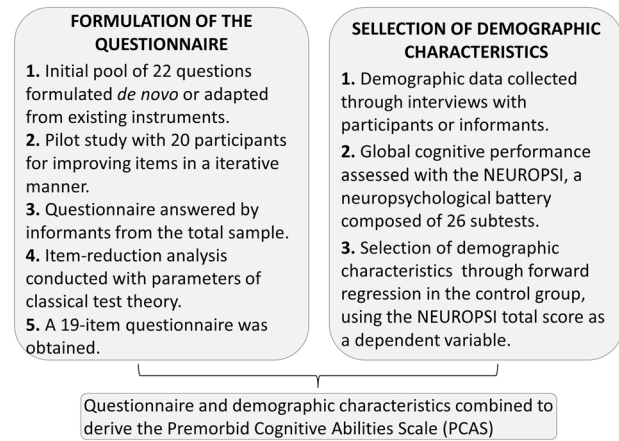 FORMULATION OF THE
QUESTIONNAIRE
1. Initial pool of 22 questions
formulated de novo or adapted
from existing instruments.
2. Pilot study with 20 participants
for improving items in a iterative
manner.
3. Questionnaire answered by
informants from the total sample.
4. Item-reduction analysis
conducted with parameters of
classical test theory.
5. A 19-item questionnaire was
obtained.
SELLECTION OF DEMOGRAPHIC
CHARACTERISTICS
1. Demographic data collected
through interviews with
participants or informants.
2. Global cognitive performance
assessed with the NEUROPSI, a
neuropsychological battery
composed of 26 subtests.
3. Selection of demographic
characteristics through forward
regression in the control group,
using the NEUROPSI total score as
a dependent variable.
Questionnaire and demographic characteristics combined to
derive the Premorbid Cognitive Abilities Scale (PCAS)